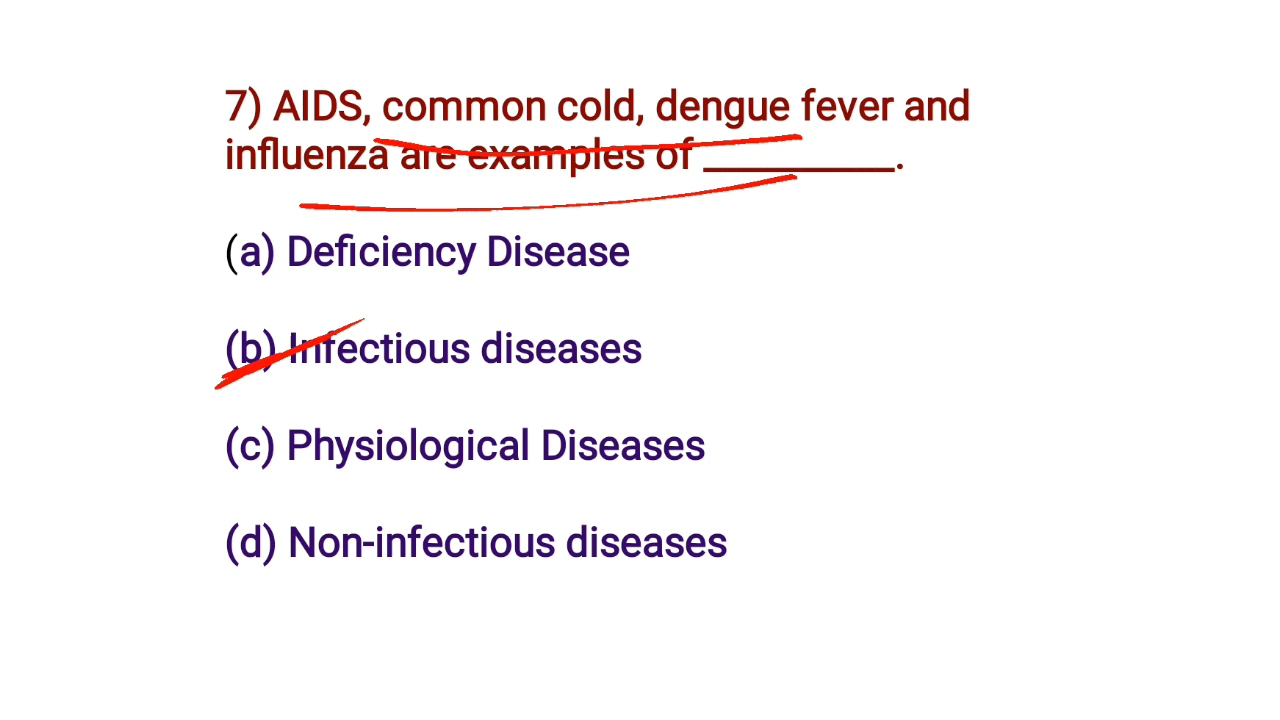 7) AIDS, common cold, dengue fever and
influenza are examples of __________.
(a) Deficiency Disease
(b) Infectious diseases
(c) Physiological Diseases
(d) Non-infectious diseases